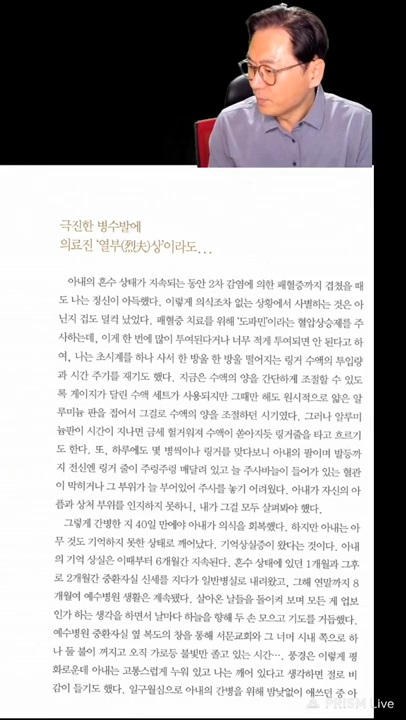 극진한 병수발에
의료진 '열부(烈夫)상'이라도...
아내의 혼수 상태가 지속되는 동안 2차 감염에 의한 패혈증까지 겹쳤을 때
도 나는 정신이 아득했다. 이렇게 의식조차 없는 상황에서 사별하는 것은 아
닌지 겁도 덜컥 났었다. 패혈증 치료를 위해 '도파민'이라는 혈압상승제를 주
사하는데, 이게 한 번에 많이 투여된다거나 너무 적게 투여되면 안 된다고 하
여, 나는 초시계를 하나 사서 한 방울 한 방울 떨어지는 링거 수액의 투입량
과 시간 주기를 재기도 했다. 지금은 수액의 양을 간단하게 조절할 수 있도
록 게이지가 달린 수액 세트가 사용되지만 그때만 해도 원시적으로 얇은 알
루미늄 판을 접어서 그걸로 수액의 양을 조절하던 시기였다. 그러나 알루미
늄판이 시간이 지나면 금세 헐거워져 수액이 쏟아지듯 링거줄을 타고 흐르기
도 한다. 또, 하루에도 몇 병씩이나 링거를 맞다보니 아내의 팔이며 발등까
지 전신엔 링거 줄이 주렁주렁 매달려 있고 늘 주사바늘이 들어가 있는 혈관
이 막히거나 그 부위가 늘 부어있어 주사를 놓기 어려웠다. 아내가 자신의 아
픔과 상처 부위를 인지하지 못하니, 내가 그걸 모두 살펴봐야 했다.
그렇게 간병한 지 40일 만에야 아내가 의식을 회복했다. 하지만 아내는 아
무 것도 기억하지 못한 상태로 깨어났다. 기억상실증이 왔다는 것이다. 아내
의 기억 상실은 이때부터 6개월간 지속된다. 혼수 상태에 있던 1개월과 그후
로 2개월간 중환자실 신세를 지다가 일반병실로 내려왔고, 그해 연말까지 8
개월여 예수병원 생활은 계속됐다. 살아온 날들을 돌이켜 보며 모든 게 업보
인가 하는 생각을 하면서 날마다 하늘을 향해 두 손 모으고 기도를 거듭했다.
예수병원 중환자실 옆 복도의 창을 통해 서문교회와 그 너머 시내 쪽으로 하
나 둘 불이 꺼지고 오직 가로등 불빛만 졸고 있는 시간…. 풍경은 이렇게 평
화로운데 아내는 고통스럽게 누워 있고 나는 깨어 있다고 생각하면 절로 비
감이 들기도 했다. 일구월심으로 아내의 간병을 위해 밤낮없이 애쓰던 중 아
PRISM Live